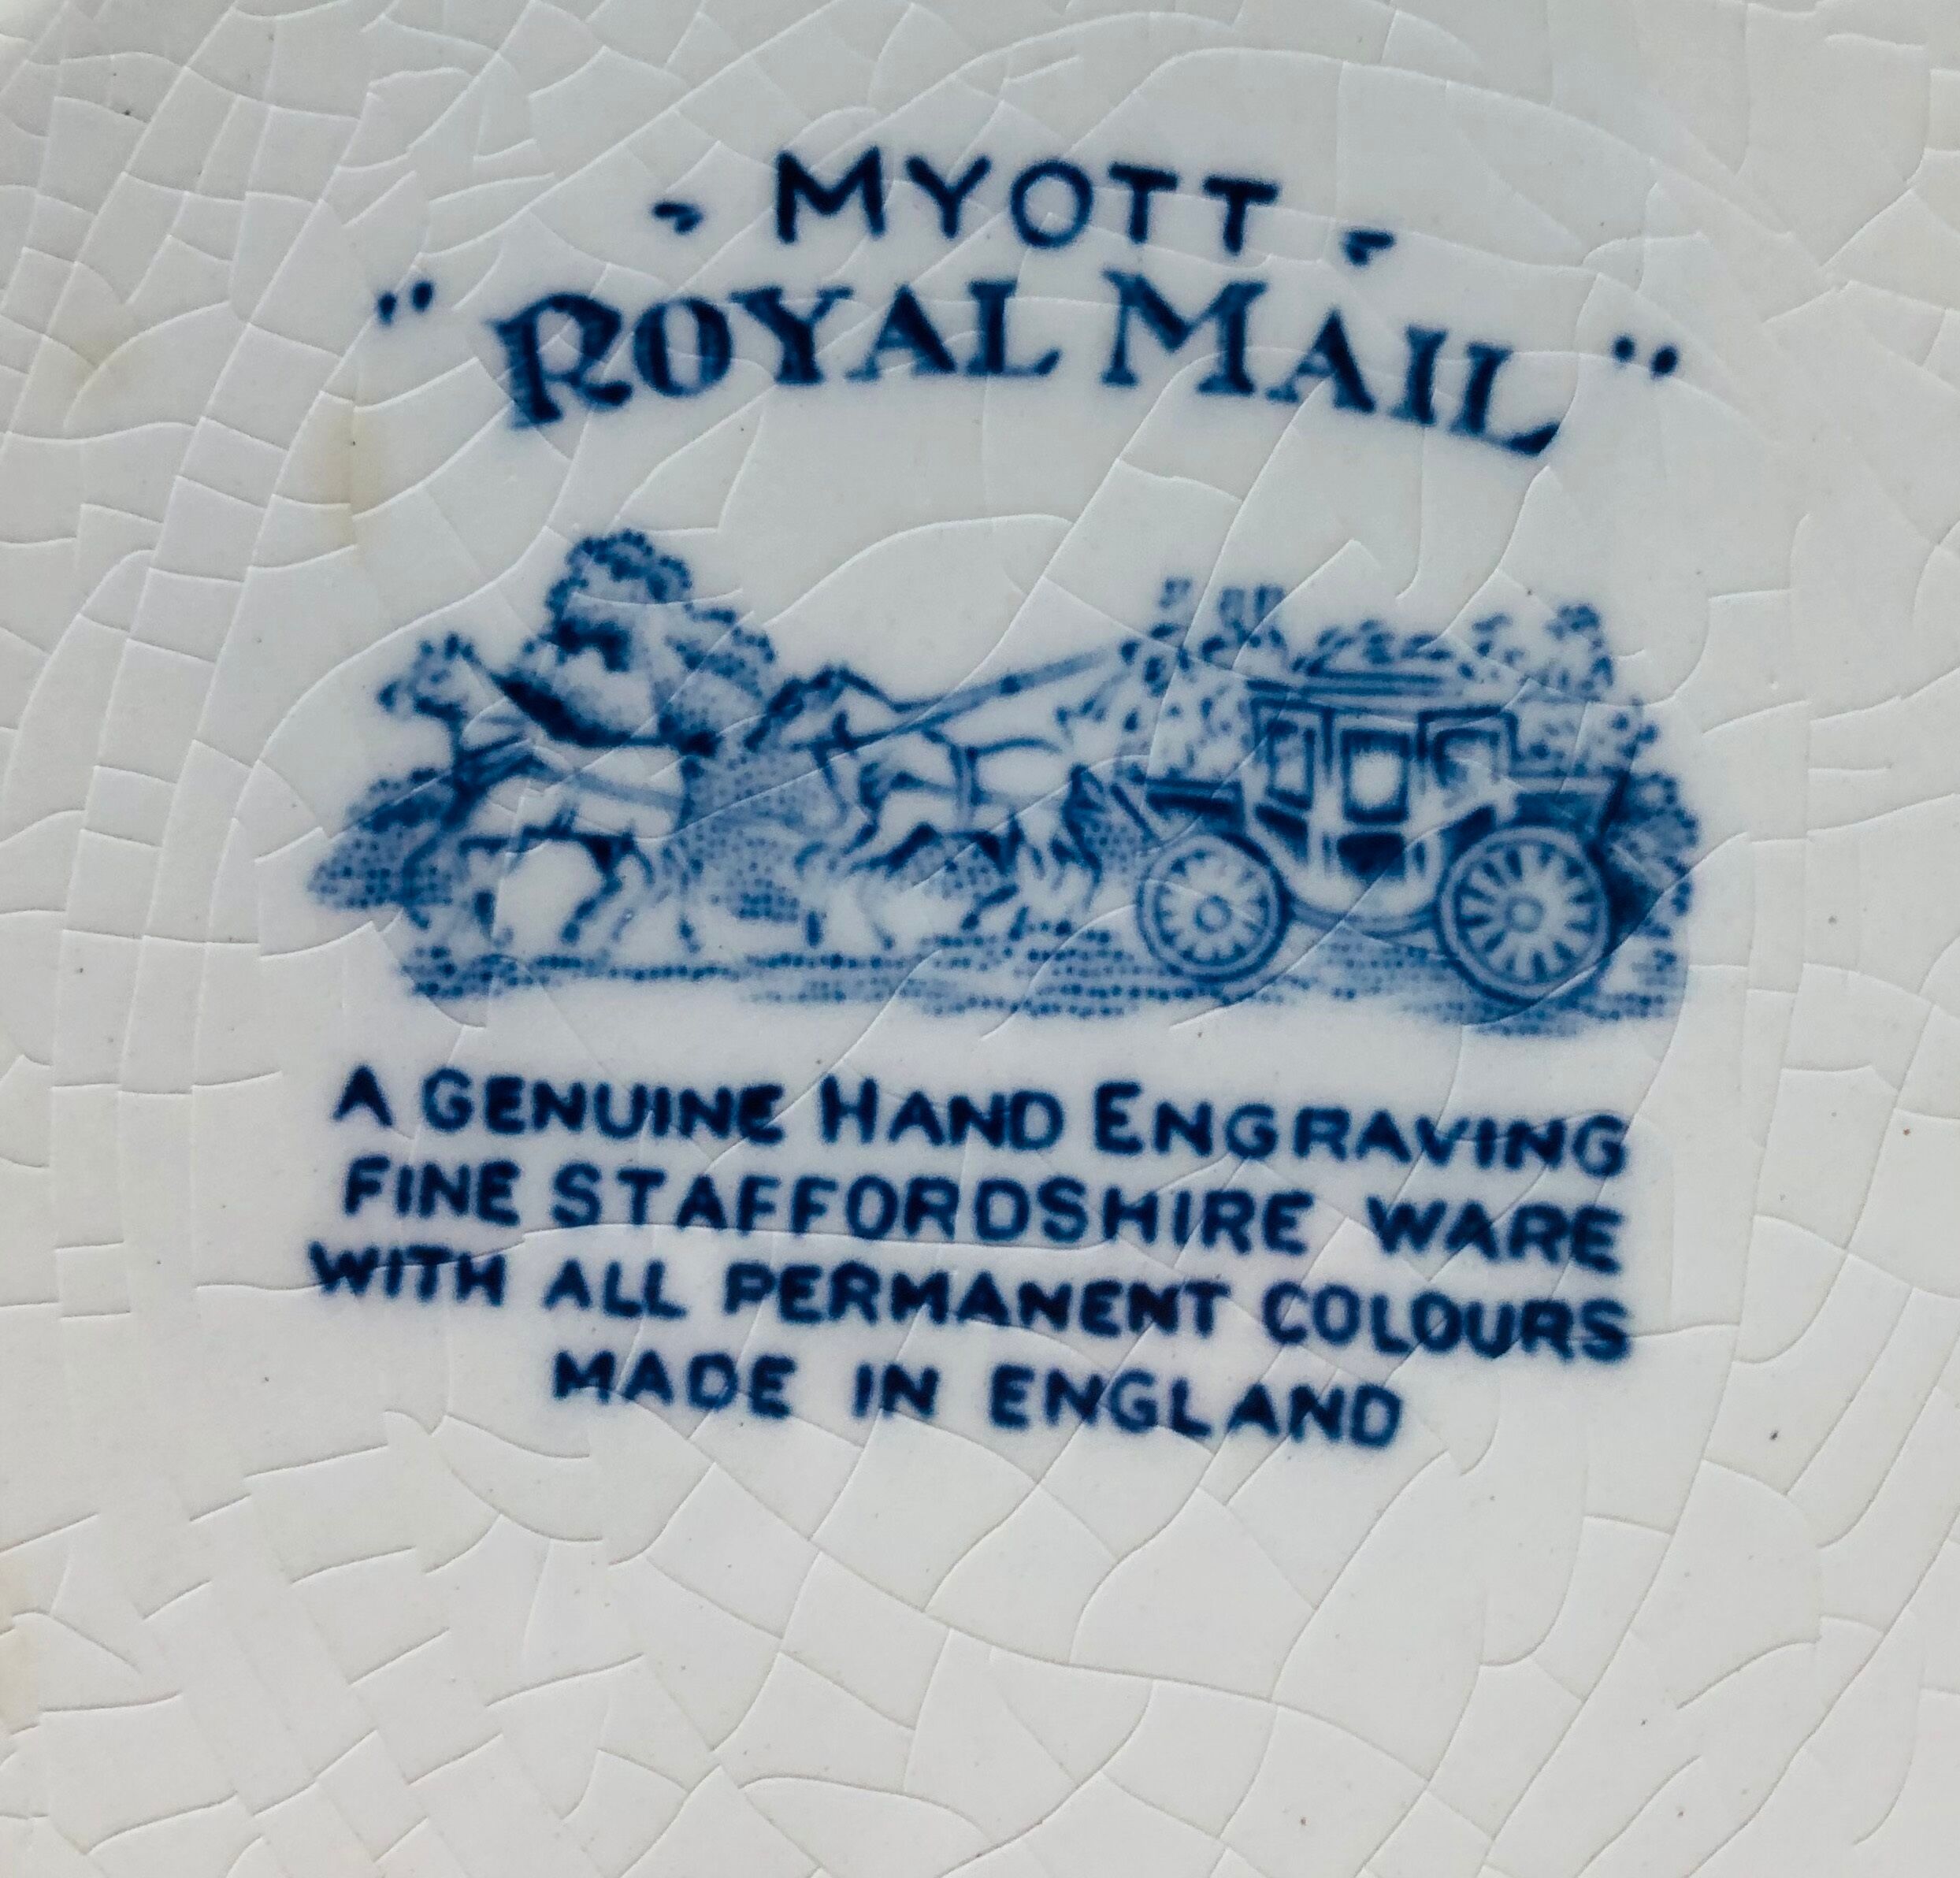 - MYOTT -
"ROYAL MAIL"
A GENUINE HAND ENGRAVING
FINE STAFFORDSHIRE WARE
WITH ALL PERMANENT COLOURS
MADE IN ENGLAND